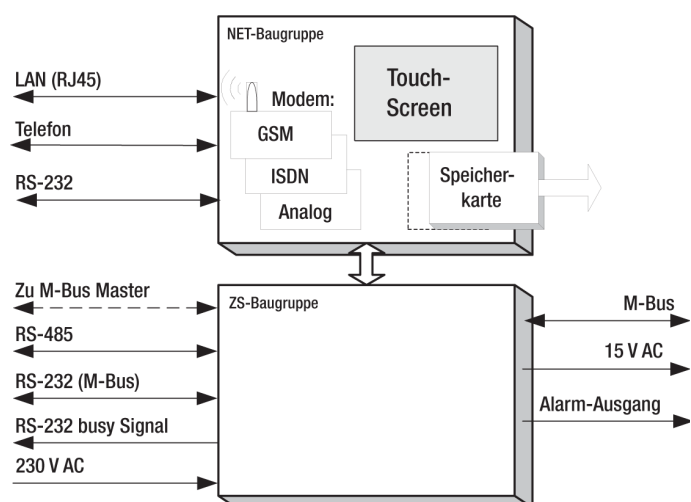 NET-Baugruppe
LAN (RJ45)
Telefon
RS-232
Modem:
GSM
ISDN
Analog
Touch-
Screen
Speicher-
karte
Zu M-Bus Master
RS-485
RS-232 (M-Bus)
RS-232 busy Signal
230 V AC
ZS-Baugruppe
M-Bus
15 V AC
Alarm-Ausgang